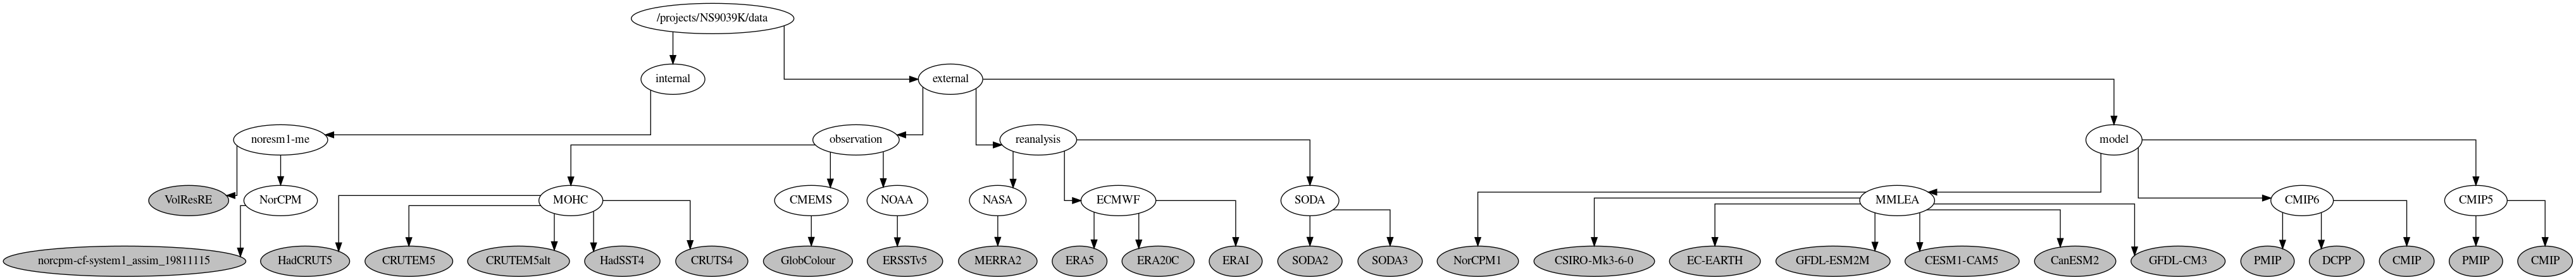 /projects/NS9039K/data
internal
external
noresm1-me
observation
reanalysis
model
VolResRE
NorCPM
MOHC
CMEMS
NOAA
NASA
ECMWF
SODA
MMLEA
CMIP6
CMIP5
norcpm-cf-system1_assim_19811115
HadCRUT5
CRUTEM5
CRUTEM5alt
HadSST4
CRUTS4
GlobColour
ERSSTv5
MERRA2
ERA5
ERA20C
ERAI
SODA2
SODA3
NorCPM1
CSIRO-Mk3-6-0
EC-EARTH
GFDL-ESM2M
CESM1-CAM5
CanESM2
GFDL-CM3
PMIP
DCPP
CMIP
PMIP
CMIP